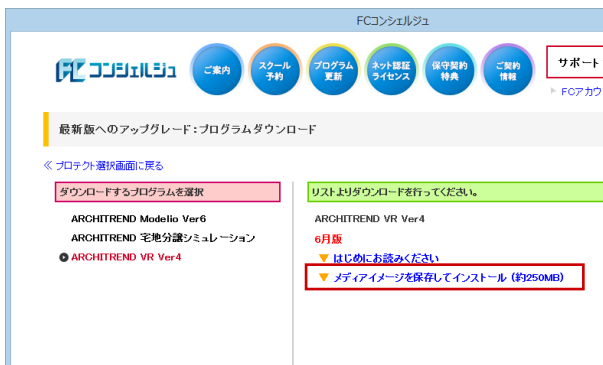 FCコンシェルジュ
FCコンシェルジュ
ご案内
スクール
予約
プログラム
更新
ネット認証
ライセンス
保守契約
特典
ご契約
情報
サポート
FCアカウ
最新版へのアップグレード：プログラムダウンロード
≪ プロテクト選択画面に戻る
ダウンロードするプログラムを選択
ARCHITREND Modelio Ver6
ARCHITREND 宅地分譲シミュレーション
ARCHITREND VR Ver4
リストよりダウンロードを行ってください。
ARCHITREND VR Ver4
6月版
▼ はじめにお読みください
▼ メディアイメージを保存してインストール (約250MB)